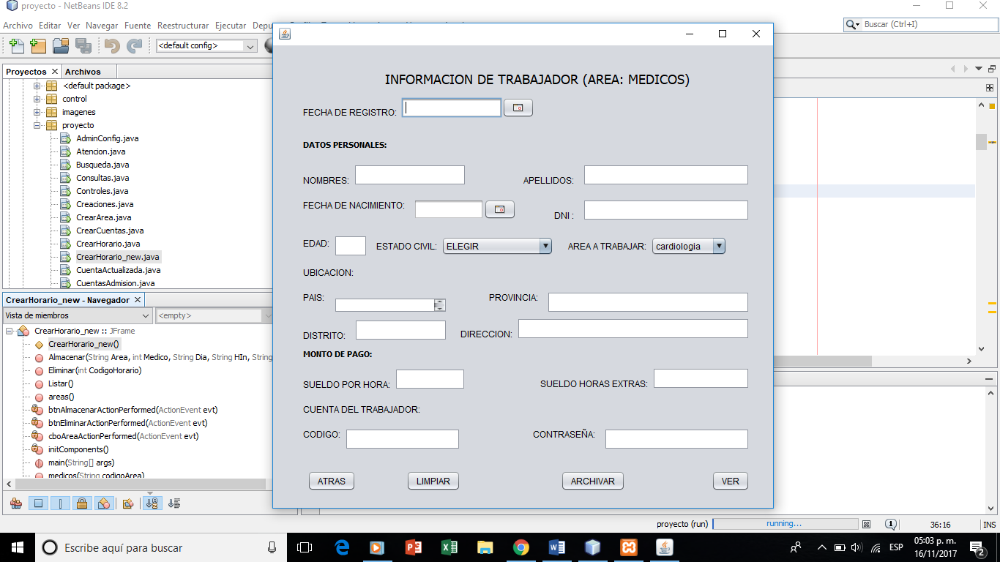 proyecto - NetBeans IDE 8.2
Archivo Editar Ver Navegar Fuente Reestructurar Ejecutar Depu
Buscar (Ctrl+I)
<default config>
Proyectos Archivos
<default package>
control
imagenes
proyecto
AdminConfig.java
Atencion.java
Busqueda.java
Consultas.java
Controles.java
Creaciones.java
CrearArea.java
CrearCuentas.java
CrearHorario.java
CrearHorario_new.java
CuentaActualizada.java
CuentasAdmision.java
CrearHorario_new - Navegador
Vista de miembros <empty>
CrearHorario_new :: JFrame
CrearHorario_new()
Almacenar(String Area, int Medico, String Dia, String HIn, String
Eliminar(int CodigoHorario)
Listar()
areas()
btnAlmacenarActionPerformed(ActionEvent evt)
btnEliminarActionPerformed(ActionEvent evt)
cboAreaActionPerformed(ActionEvent evt)
initComponents()
main(String[] args)
medicos(String codigoArea)
INFORMACION DE TRABAJADOR (AREA: MEDICOS)
FECHA DE REGISTRO:
DATOS PERSONALES:
NOMBRES: APELLIDOS:
FECHA DE NACIMIENTO: DNI :
EDAD: ESTADO CIVIL: ELEGIR AREA A TRABAJAR: cardiologia
UBICACION:
PAIS: PROVINCIA:
DISTRITO: DIRECCION:
MONTO DE PAGO:
SUELDO POR HORA: SUELDO HORAS EXTRAS:
CUENTA DEL TRABAJADOR:
CODIGO: CONTRASEÑA:
ATRAS LIMPIAR ARCHIVAR VER
proyecto (run) running... 1 36:16 INS
Escribe aquí para buscar
ESP
05:03 p. m.
16/11/2017
2